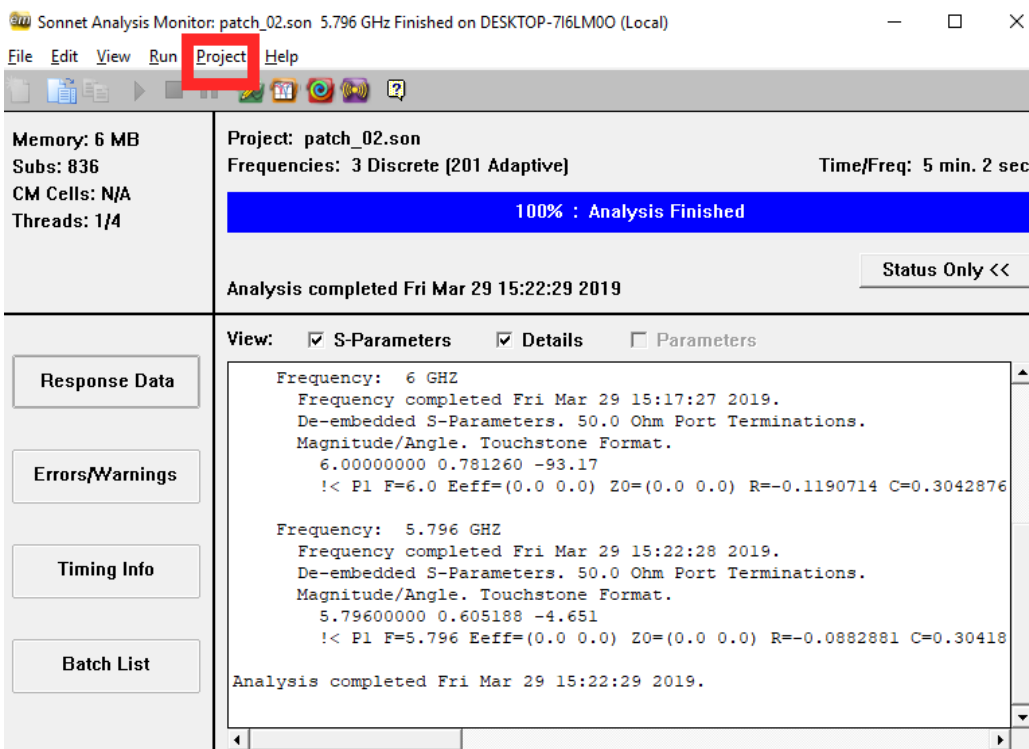 Sonnet Analysis Monitor: patch_02.son 5.796 GHz Finished on DESKTOP-7I6LM0O (Local)
File Edit View Run Project Help
Memory: 6 MB
Subs: 836
CM Cells: N/A
Threads: 1/4
Project: patch_02.son
Frequencies: 3 Discrete (201 Adaptive)
Time/Freq: 5 min. 2 sec
100% : Analysis Finished
Status Only <<
Analysis completed Fri Mar 29 15:22:29 2019
View: S-Parameters Details Parameters
Response Data
Errors/Warnings
Timing Info
Batch List
Frequency: 6 GHZ
Frequency completed Fri Mar 29 15:17:27 2019.
De-embedded S-Parameters. 50.0 Ohm Port Terminations.
Magnitude/Angle. Touchstone Format.
6.00000000 0.781260 -93.17
!< P1 F=6.0 Eeff=(0.0 0.0) Z0=(0.0 0.0) R=-0.1190714 C=0.3042876
Frequency: 5.796 GHZ
Frequency completed Fri Mar 29 15:22:28 2019.
De-embedded S-Parameters. 50.0 Ohm Port Terminations.
Magnitude/Angle. Touchstone Format.
5.79600000 0.605188 -4.651
!< P1 F=5.796 Eeff=(0.0 0.0) Z0=(0.0 0.0) R=-0.0882881 C=0.30418
Analysis completed Fri Mar 29 15:22:29 2019.